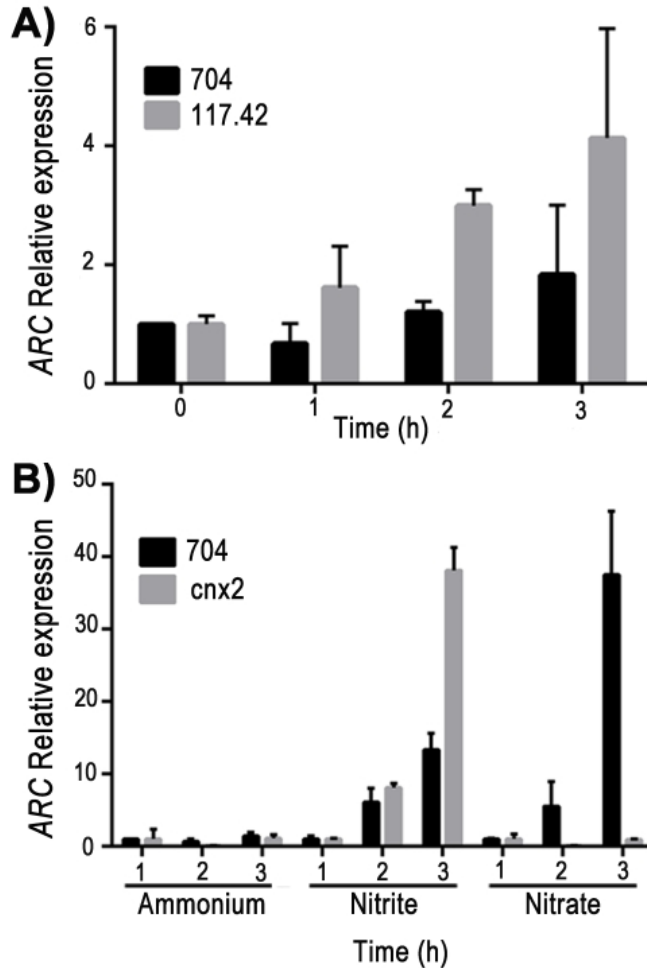 A)
6
4
2
0
ARC Relative expression
704
117.42
0 1 2 3
Time (h)
B)
50
40
30
20
10
0
ARC Relative expression
704
cnx2
1 2 3 1 2 3 1 2 3
Ammonium Nitrite Nitrate
Time (h)